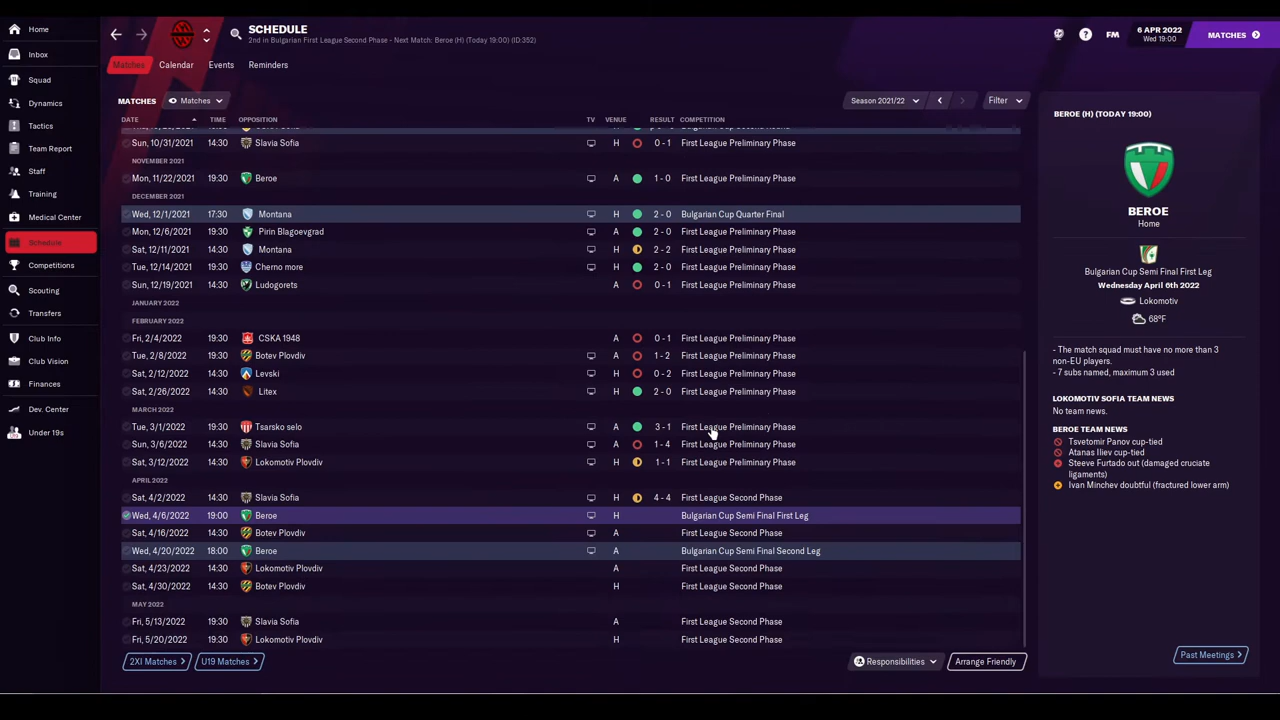 Home
SCHEDULE
2nd in Bulgarian First League Second Phase - Next Match: Beroe (H) (Today 19:00) (ID:352)
FM
6 APR 2022
Wed 19:00
MATCHES
Inbox
Squad
Dynamics
Tactics
Team Report
Staff
Training
Medical Center
Schedule
Competitions
Scouting
Transfers
Club Info
Club Vision
Finances
Dev. Center
Under 19s
Matches Calendar Events Reminders
MATCHES Matches Season 2021/22 Filter
DATE TIME OPPOSITION TV VENUE RESULT COMPETITION
Sun, 10/31/2021 14:30 Slavia Sofia H 0 - 1 First League Preliminary Phase
NOVEMBER 2021
Mon, 11/22/2021 19:30 Beroe A 1 - 0 First League Preliminary Phase
DECEMBER 2021
Wed, 12/1/2021 17:30 Montana H 2 - 0 Bulgarian Cup Quarter Final
Mon, 12/6/2021 19:30 Pirin Blagoevgrad A 2 - 0 First League Preliminary Phase
Sat, 12/11/2021 14:30 Montana H 2 - 2 First League Preliminary Phase
Tue, 12/14/2021 19:30 Cherno more H 2 - 0 First League Preliminary Phase
Sun, 12/19/2021 14:30 Ludogorets A 0 - 1 First League Preliminary Phase
JANUARY 2022
FEBRUARY 2022
Fri, 2/4/2022 19:30 CSKA 1948 A 0 - 1 First League Preliminary Phase
Tue, 2/8/2022 19:30 Botev Plovdiv A 1 - 2 First League Preliminary Phase
Sat, 2/12/2022 14:30 Levski H 0 - 2 First League Preliminary Phase
Sat, 2/26/2022 14:30 Litex H 2 - 0 First League Preliminary Phase
MARCH 2022
Tue, 3/1/2022 19:30 Tsarsko selo A 3 - 1 First League Preliminary Phase
Sun, 3/6/2022 14:30 Slavia Sofia A 1 - 4 First League Preliminary Phase
Sat, 3/12/2022 14:30 Lokomotiv Plovdiv H 1 - 1 First League Preliminary Phase
APRIL 2022
Sat, 4/2/2022 14:30 Slavia Sofia H 4 - 4 First League Second Phase
Wed, 4/6/2022 19:00 Beroe H Bulgarian Cup Semi Final First Leg
Sat, 4/16/2022 14:30 Botev Plovdiv A First League Second Phase
Wed, 4/20/2022 18:00 Beroe A Bulgarian Cup Semi Final Second Leg
Sat, 4/23/2022 14:30 Lokomotiv Plovdiv A First League Second Phase
Sat, 4/30/2022 14:30 Botev Plovdiv H First League Second Phase
MAY 2022
Fri, 5/13/2022 19:30 Slavia Sofia A First League Second Phase
Fri, 5/20/2022 19:30 Lokomotiv Plovdiv H First League Second Phase
2XI Matches U19 Matches Responsibilities Arrange Friendly
BEROE (H) (TODAY 19:00)
BEROE
Home
Bulgarian Cup Semi Final First Leg
Wednesday April 6th 2022
Lokomotiv
68°F
- The match squad must have no more than 3
non-EU players.
- 7 subs named, maximum 3 used
LOKOMOTIV SOFIA TEAM NEWS
No team news.
BEROE TEAM NEWS
Tsvetomir Panov cup-tied
Atanas Iliev cup-tied
Steeve Furtado out (damaged cruciate
ligaments)
Ivan Minchev doubtful (fractured lower arm)
Past Meetings